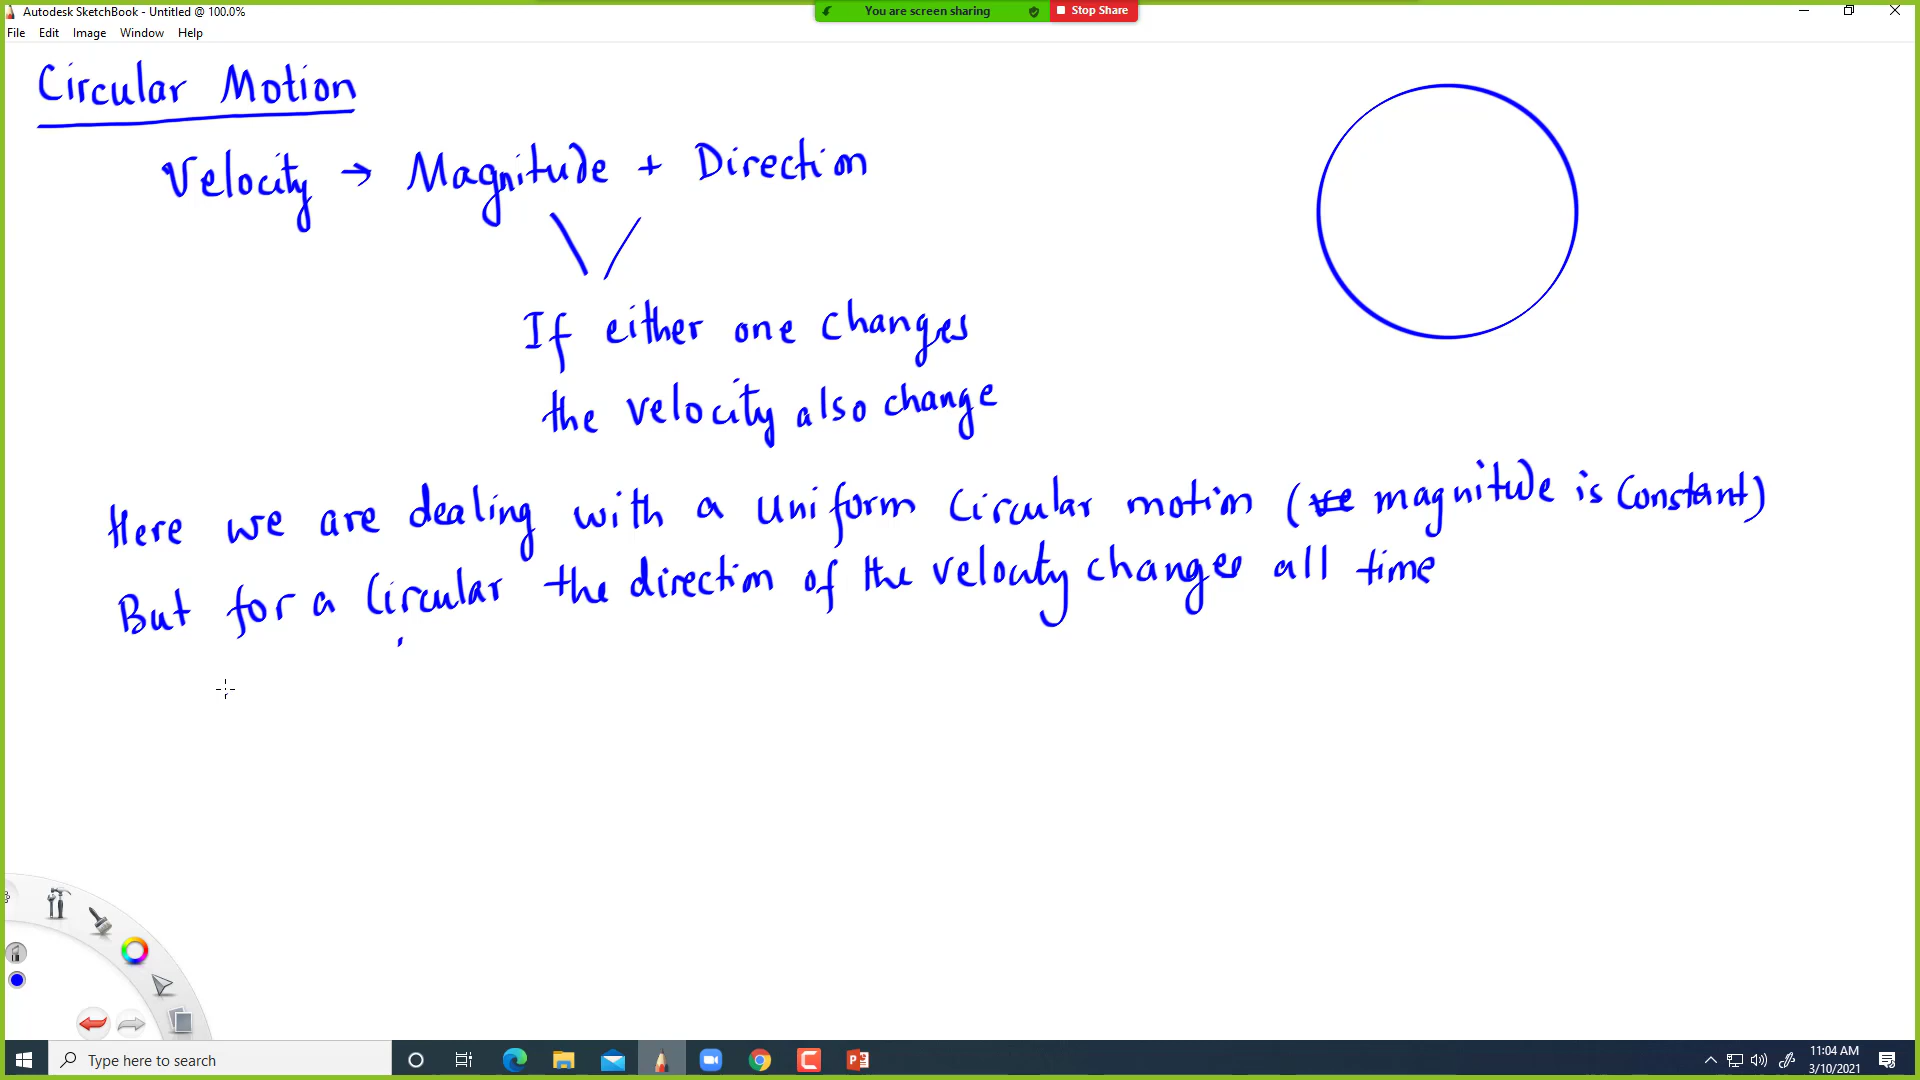 Autodesk SketchBook - Untitled @ 100.0%
You are screen sharing
Stop Share
File Edit Image Window Help
Circular Motion
Velocity → Magnitude + Direction
If either one changes
the velocity also change
Here we are dealing with a uniform circular motion ( magnitude is constant)
But for a circular the direction of the velocity changes all time
Type here to search
11:04 AM
3/10/2021